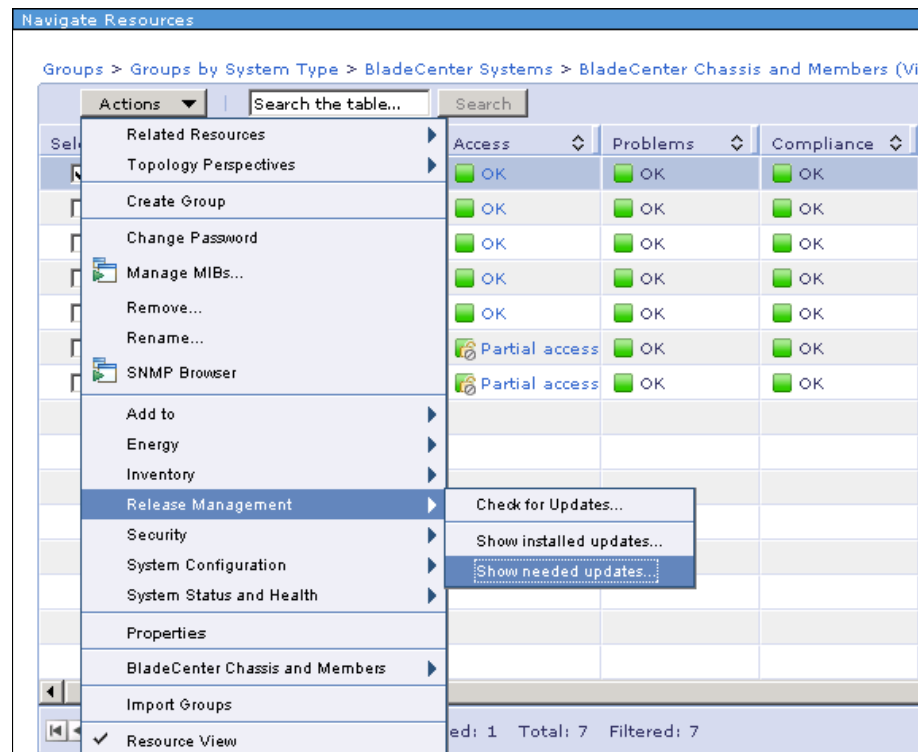 Navigate Resources
Groups > Groups by System Type > BladeCenter Systems > BladeCenter Chassis and Members (Vi
Actions Search the table... Search
Sel Access Problems Compliance
OK OK OK
OK OK OK
OK OK OK
OK OK OK
OK OK OK
Partial access OK OK
Partial access OK OK
Related Resources
Topology Perspectives
Create Group
Change Password
Manage MIBs...
Remove...
Rename...
SNMP Browser
Add to
Energy
Inventory
Release Management
Security
System Configuration
System Status and Health
Properties
BladeCenter Chassis and Members
Import Groups
Resource View
Check for Updates...
Show installed updates...
Show needed updates...
ed: 1 Total: 7 Filtered: 7